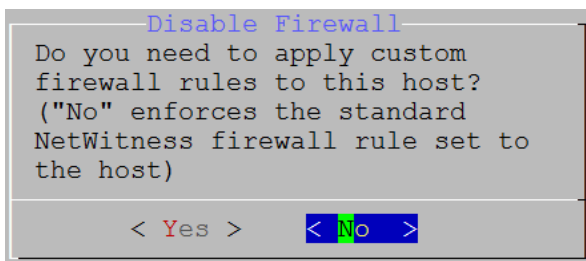 Disable Firewall
Do you need to apply custom
firewall rules to this host?
("No" enforces the standard
NetWitness firewall rule set to
the host)
< Yes > < No >